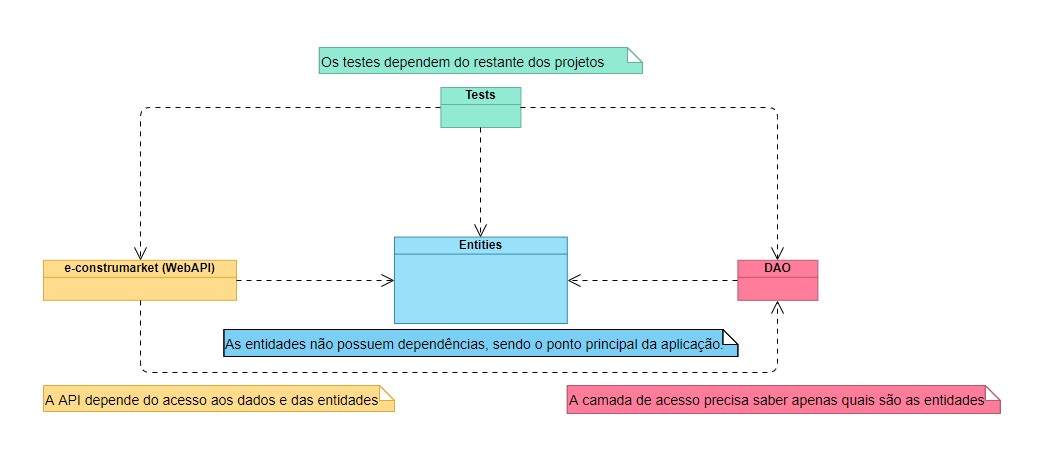 Os testes dependem do restante dos projetos
Tests
Entities
e-construmarket (WebAPI)
DAO
As entidades não possuem dependências, sendo o ponto principal da aplicação.
A API depende do acesso aos dados e das entidades
A camada de acesso precisa saber apenas quais são as entidades